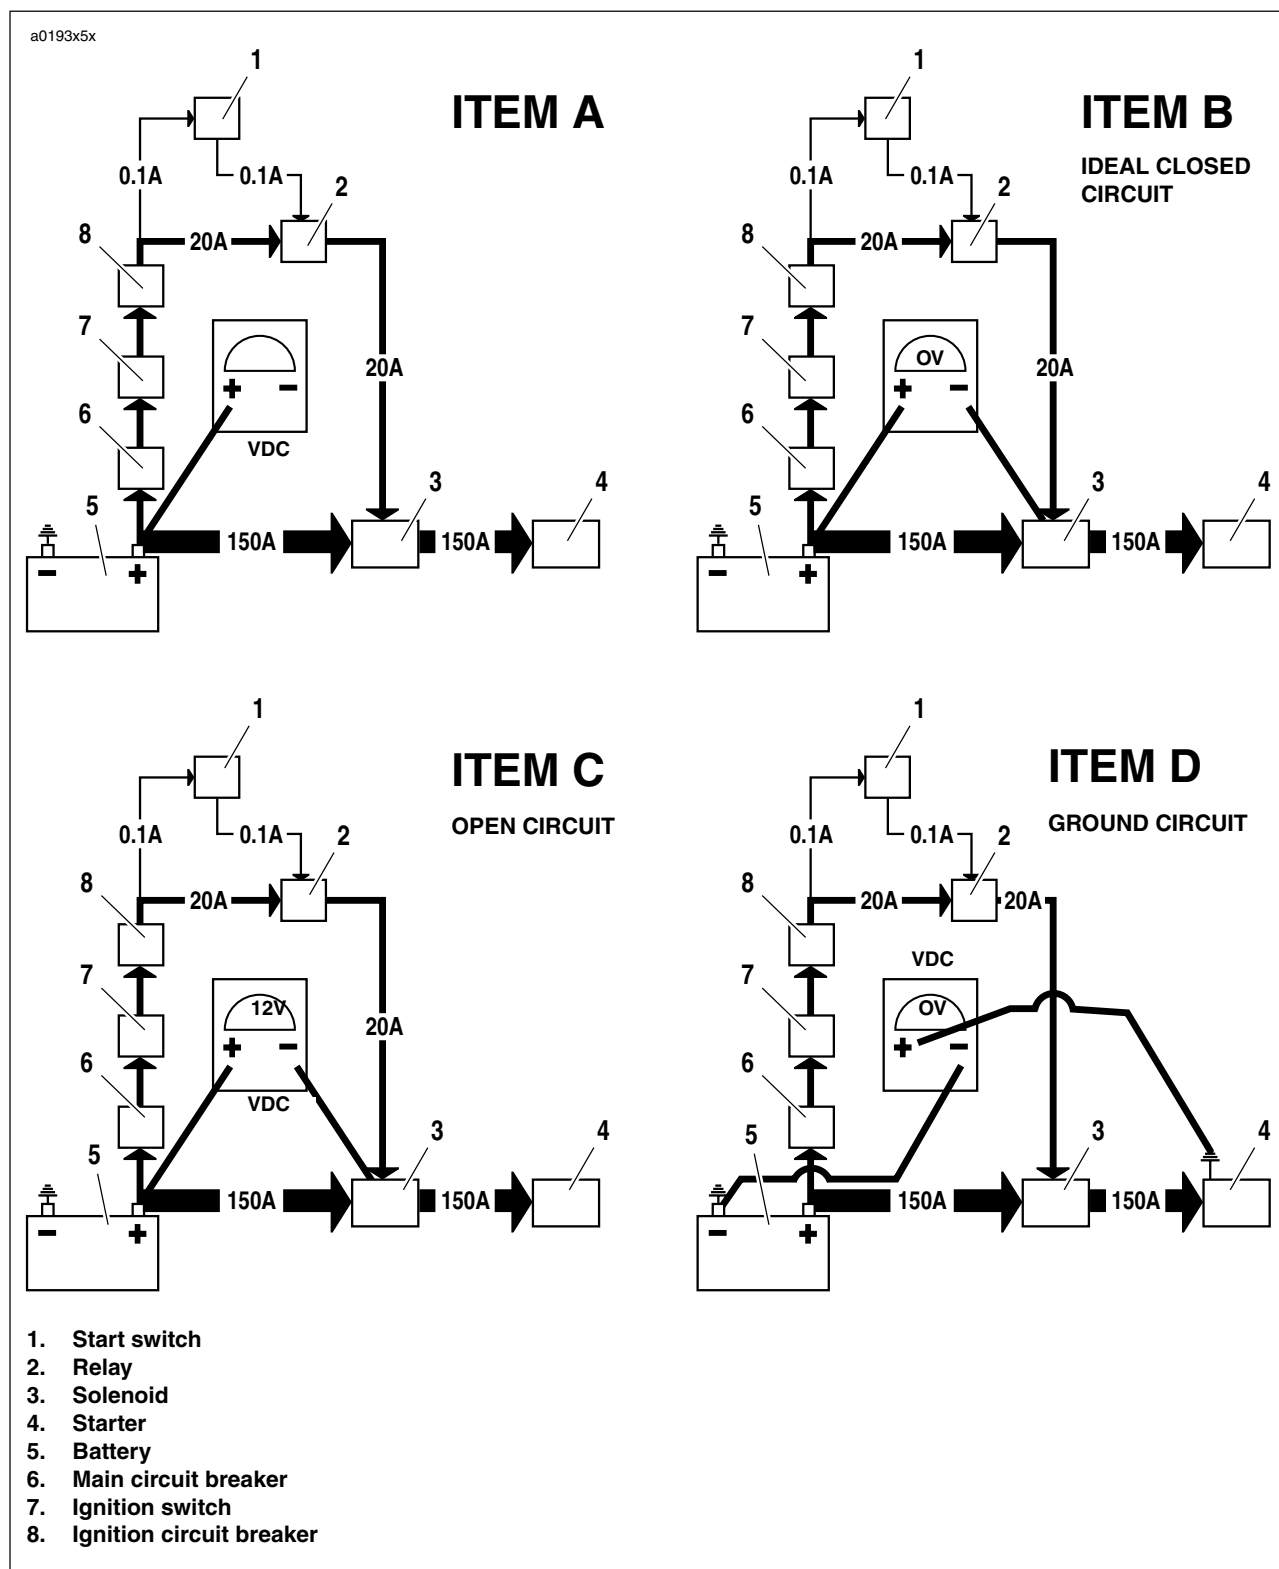 a0193x5x
ITEM A
1
0.1A
0.1A
2
8
20A
7
20A
6
VDC
5
3
4
150A
150A
ITEM B
IDEAL CLOSED
CIRCUIT
1
0.1A
0.1A
2
8
20A
7
OV
20A
6
5
3
4
150A
150A
ITEM C
OPEN CIRCUIT
1
0.1A
0.1A
2
8
20A
7
12V
20A
6
VDC
5
3
4
150A
150A
ITEM D
GROUND CIRCUIT
1
0.1A
0.1A
2
8
20A
20A
VDC
7
OV
6
5
3
4
150A
150A
1. Start switch
2. Relay
3. Solenoid
4. Starter
5. Battery
6. Main circuit breaker
7. Ignition switch
8. Ignition circuit breaker